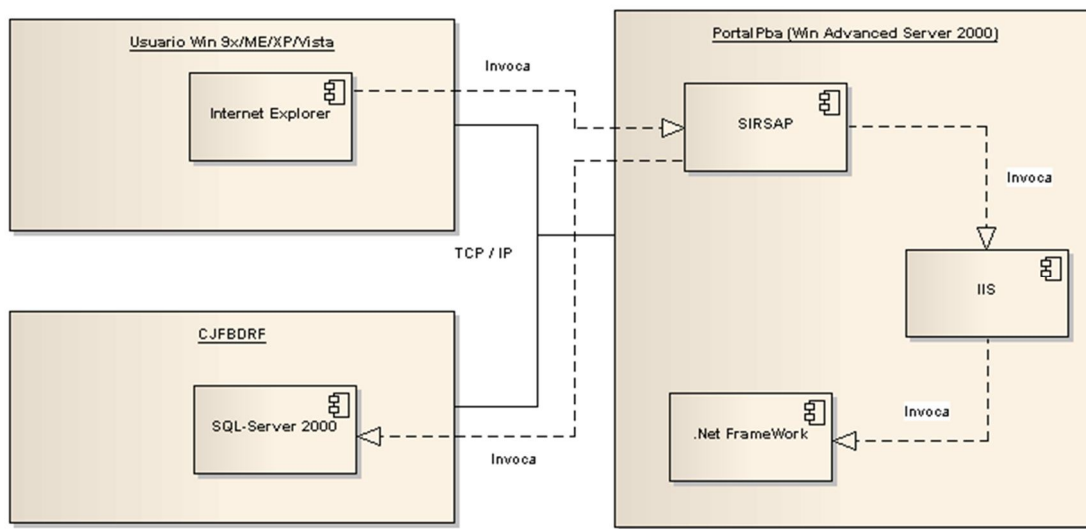 Usuario Win 9x/ME/XP/Vista
Internet Explorer
Invoca
PortalPba (Win Advanced Server 2000)
SIRSAP
Invoca
IIS
TCP / IP
CJFBDRF
SQL-Server 2000
Invoca
.Net FrameWork
Invoca